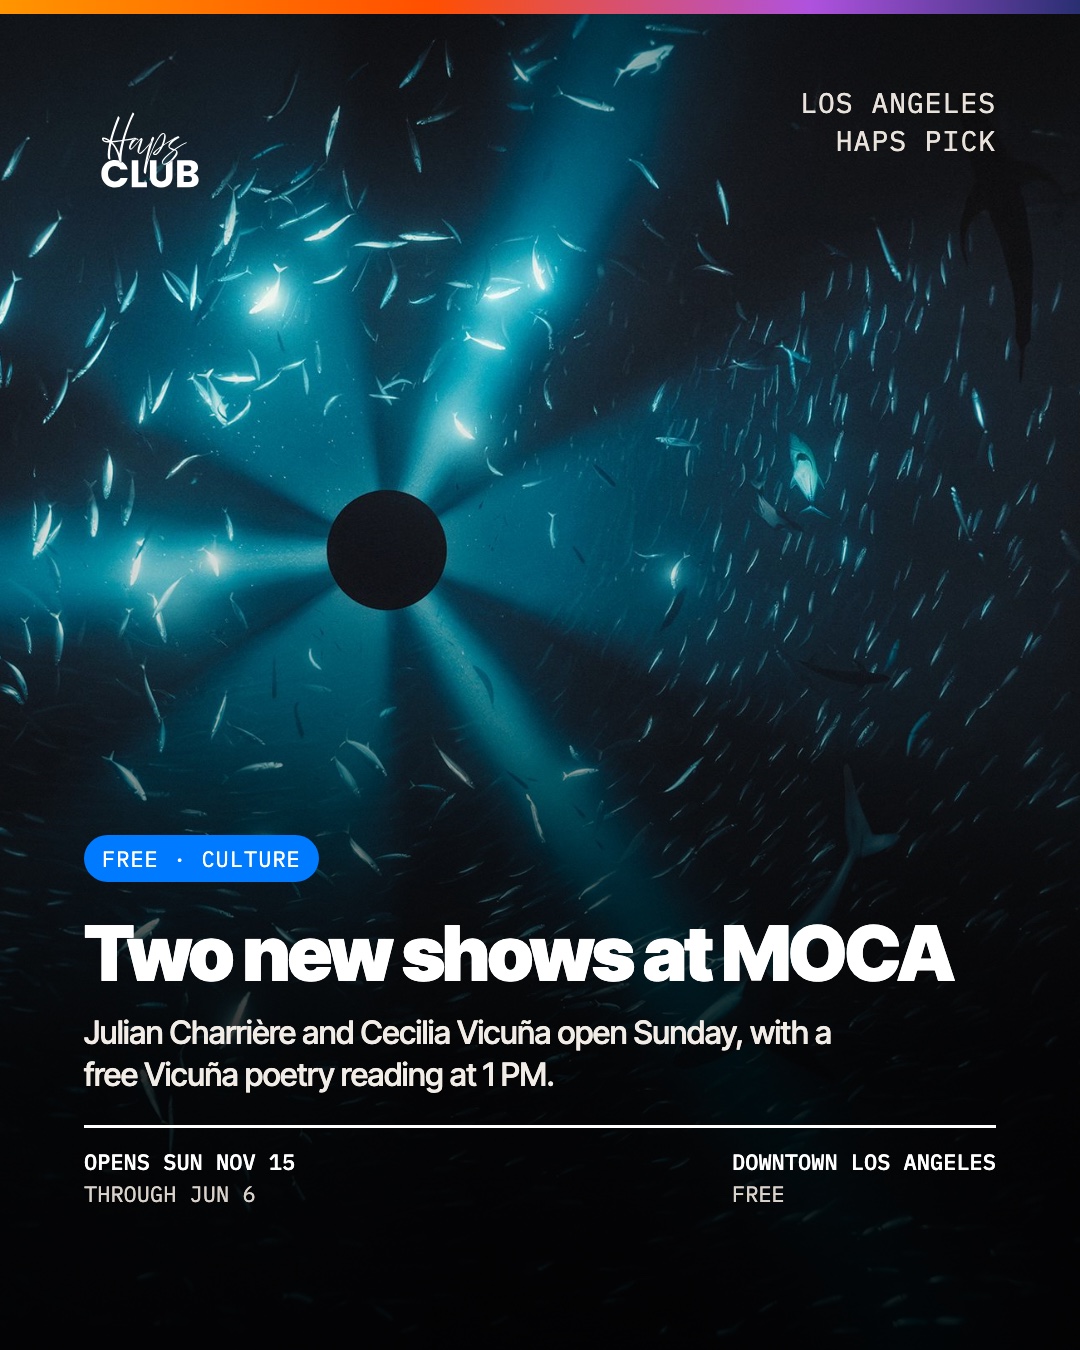 Haps
CLUB
LOS ANGELES
HAPS PICK
FREE · CULTURE
Two new shows at MOCA
Julian Charrière and Cecilia Vicuña open Sunday, with a
free Vicuña poetry reading at 1 PM.
OPENS SUN NOV 15
THROUGH JUN 6
DOWNTOWN LOS ANGELES
FREE